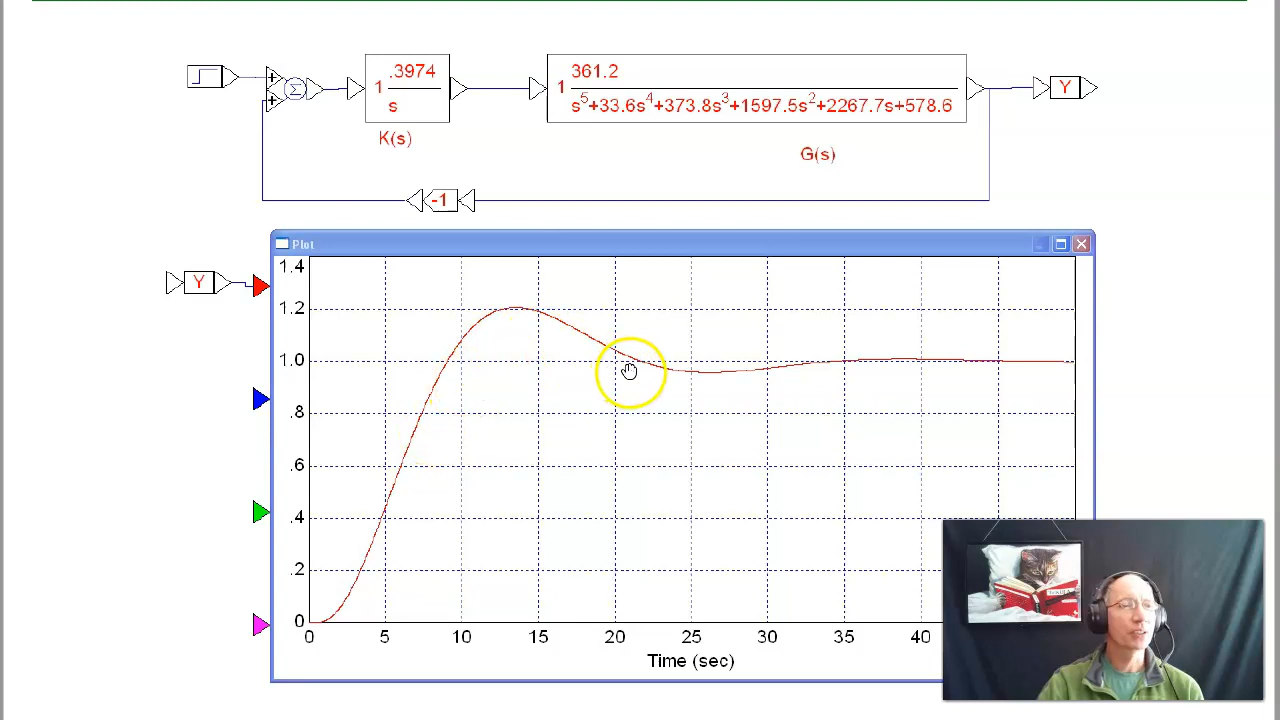 .3974
361.2
+
1
s
1
s5+33.6s4+373.8s3+1597.5s2+2267.7s+578.6
Y
+
Σ
K(s)
G(s)
-1
Plot
Y
1.4
1.2
1.0
.8
.6
.4
.2
0
0 5 10 15 20 25 30 35 40
Time (sec)